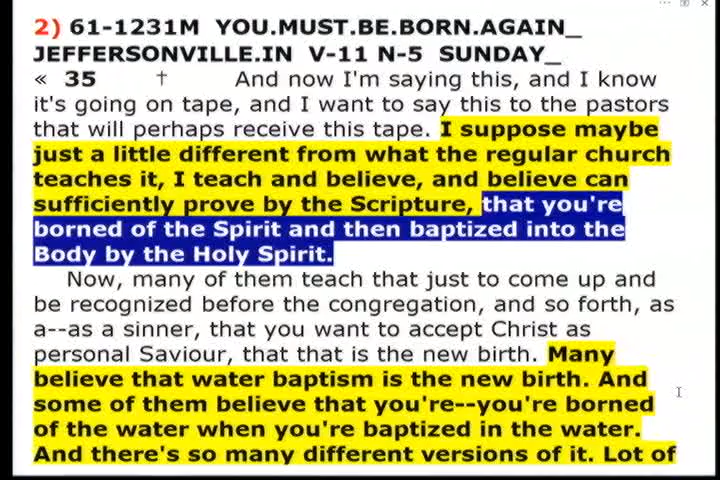 2) 61-1231M YOU.MUST.BE.BORN.AGAIN_
JEFFERSONVILLE.IN V-11 N-5 SUNDAY_
« 35 † And now I'm saying this, and I know
it's going on tape, and I want to say this to the pastors
that will perhaps receive this tape. I suppose maybe
just a little different from what the regular church
teaches it, I teach and believe, and believe can
sufficiently prove by the Scripture, that you're
borned of the Spirit and then baptized into the
Body by the Holy Spirit.
Now, many of them teach that just to come up and
be recognized before the congregation, and so forth, as
a--as a sinner, that you want to accept Christ as
personal Saviour, that that is the new birth. Many
believe that water baptism is the new birth. And
some of them believe that you're--you're borned
of the water when you're baptized in the water.
And there's so many different versions of it. Lot of